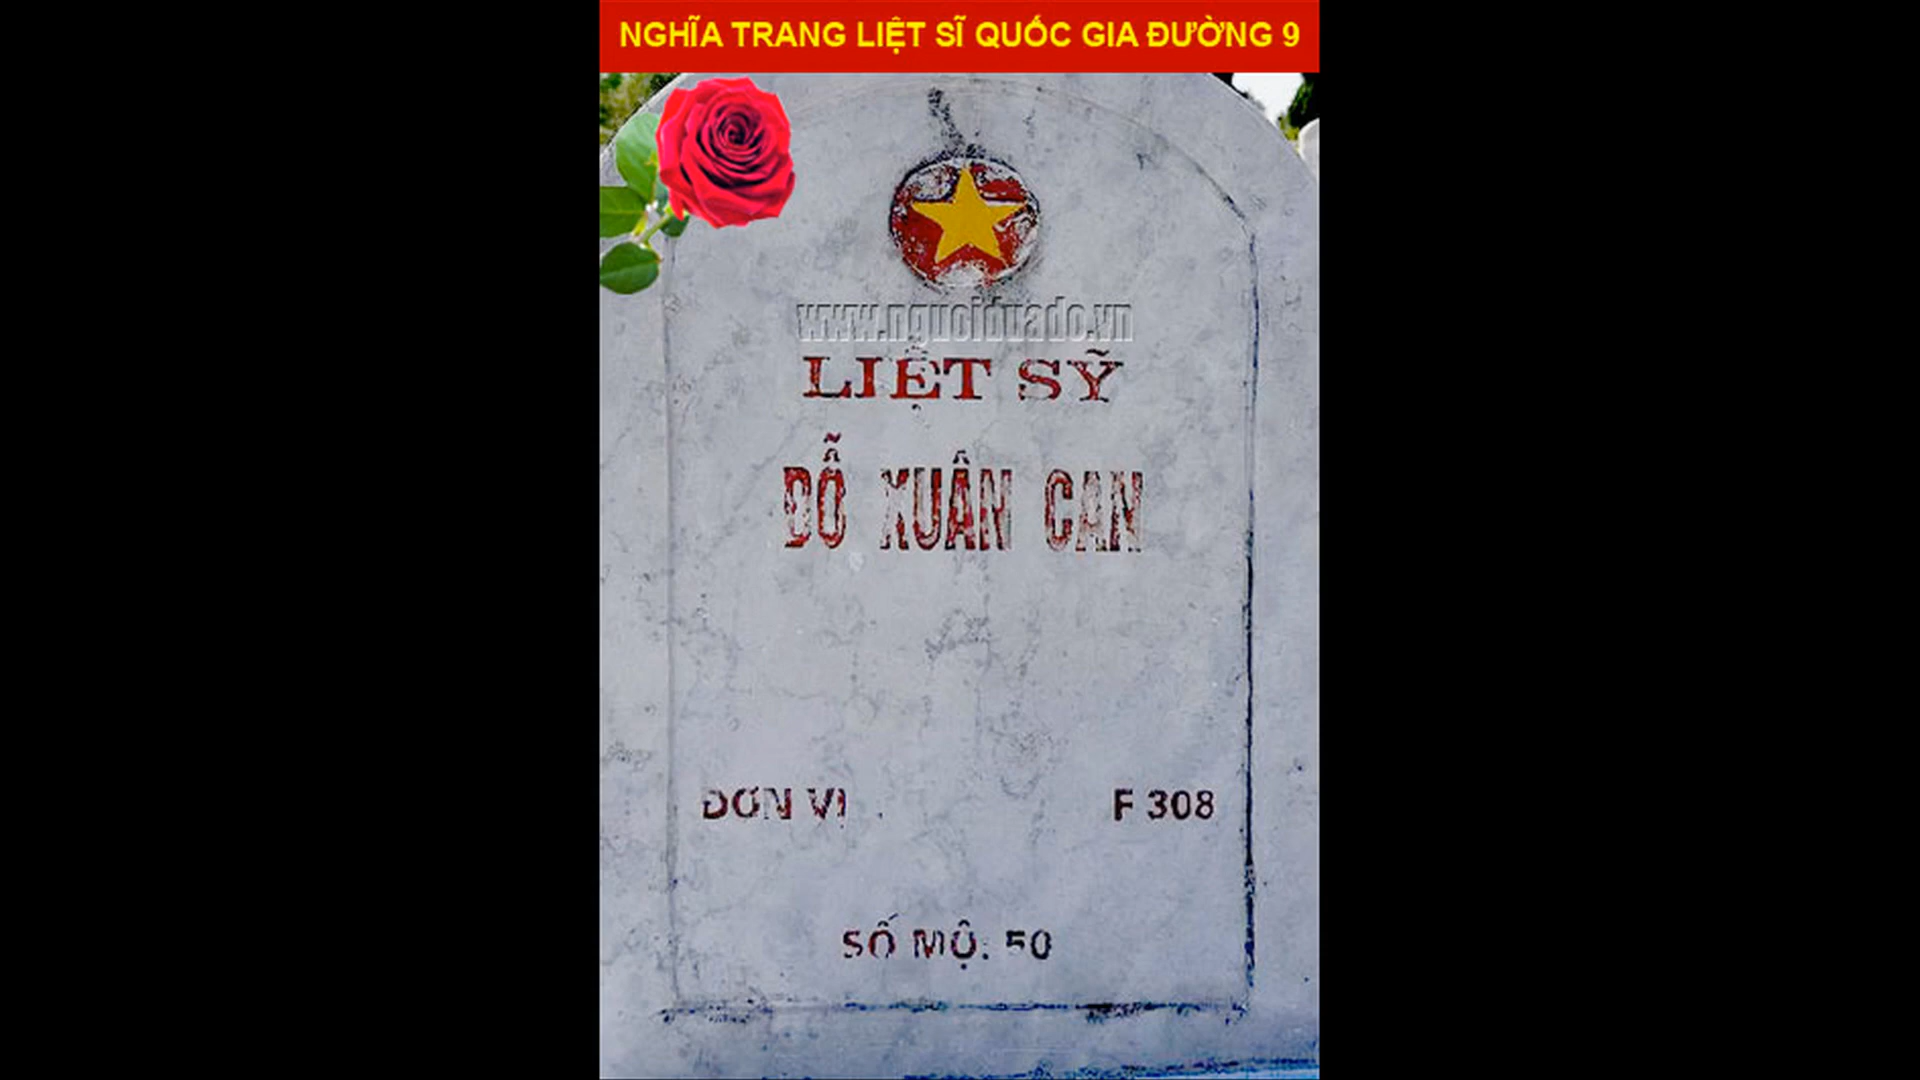 NGHĨA TRANG LIỆT SĨ QUỐC GIA ĐƯỜNG 9
www.nguoiduado.vn
LIỆT SỸ
ĐỖ XUÂN CAN
ĐƠN VỊ : F 308
SỐ MỘ: 50